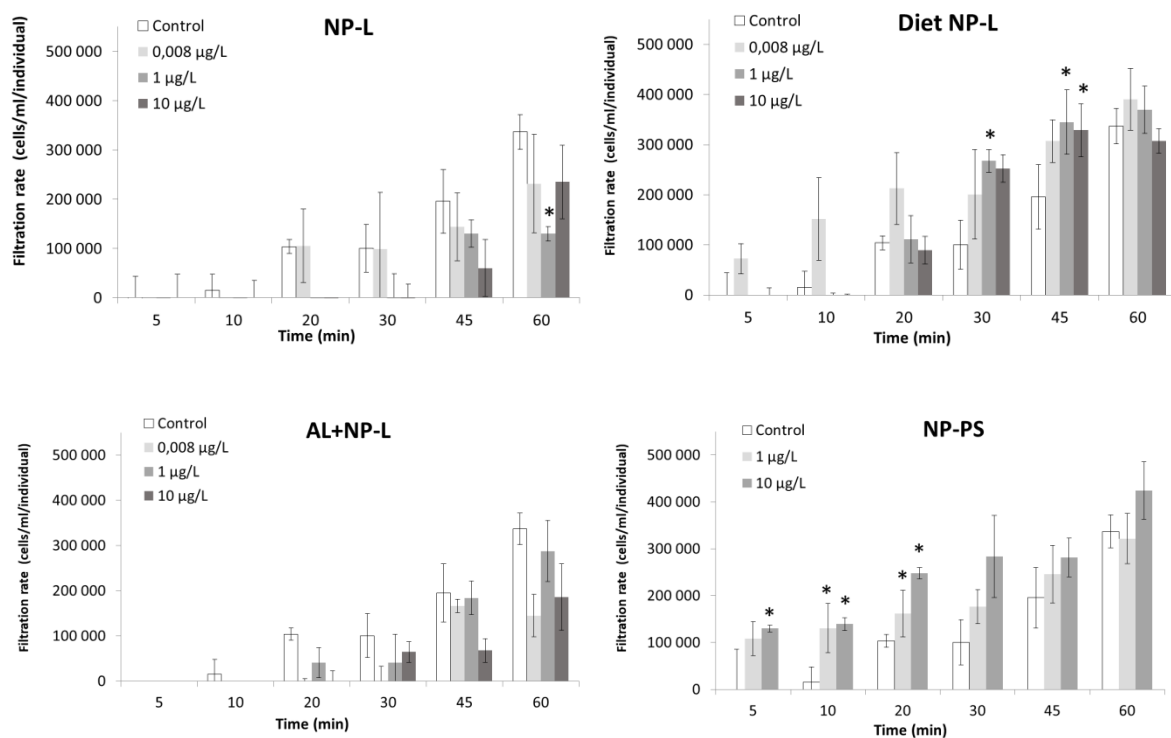 NP-L
Control
0,008 µg/L
1 µg/L
10 µg/L
Filtration rate (cells/ml/individual)
500 000
400 000
300 000
200 000
100 000
0
*
5 10 20 30 45 60
Time (min)
Diet NP-L
Control
0,008 µg/L
1 µg/L
10 µg/L
Filtration rate (cells/ml/individual)
500 000
400 000
300 000
200 000
100 000
0
* * *
5 10 20 30 45 60
Time (min)
AL+NP-L
Control
0,008 µg/L
1 µg/L
10 µg/L
Filtration rate (cells/ml/individual)
500 000
400 000
300 000
200 000
100 000
0
5 10 20 30 45 60
Time (min)
NP-PS
Control
1 µg/L
10 µg/L
Filtration rate (cells/ml/individual)
500 000
400 000
300 000
200 000
100 000
0
* * * * *
5 10 20 30 45 60
Time (min)